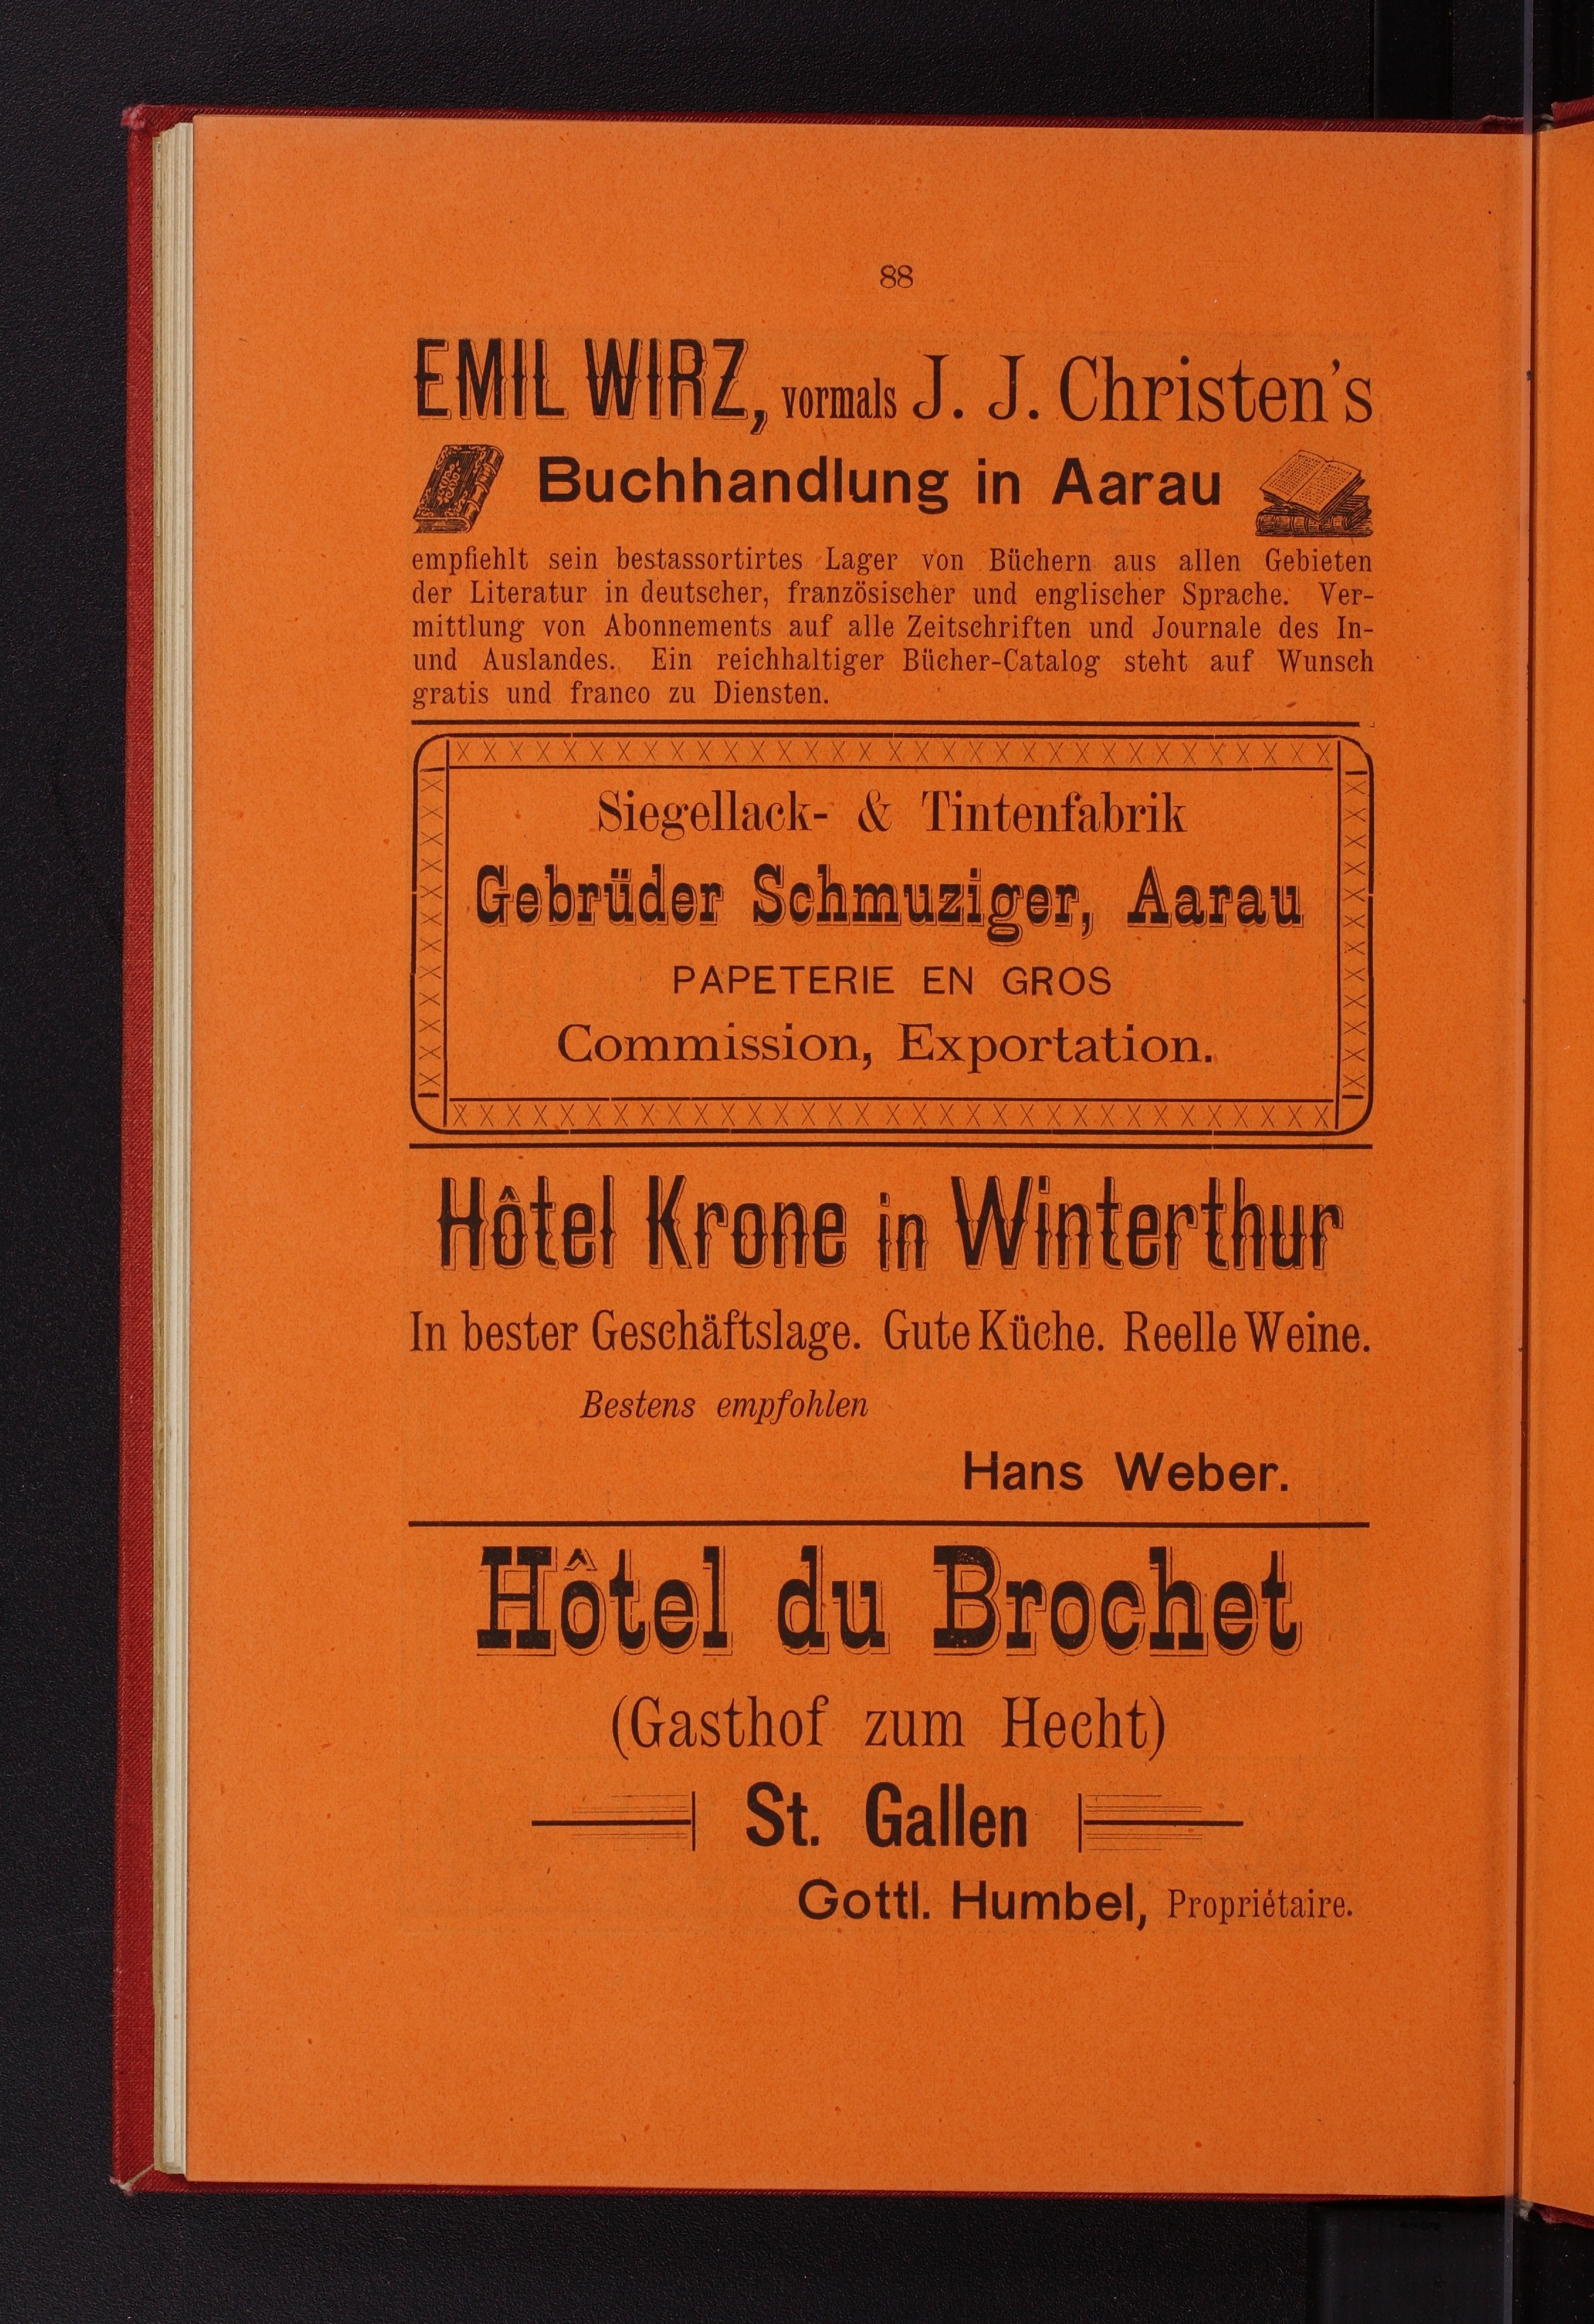 88
EMIL WIRZ, vormals J. J. Christen's
Buchhandlung in Aarau
empfiehlt sein bestassortirtes Lager von Büchern aus allen Gebieten
der Literatur in deutscher, französischer und englischer Sprache. Ver-
mittlung von Abonnements auf alle Zeitschriften und Journale des In-
und Auslandes. Ein reichhaltiger Bücher-Catalog steht auf Wunsch
gratis und franco zu Diensten.
Siegellack- & Tintenfabrik
Gebrüder Schmuziger, Aarau
PAPETERIE EN GROS
Commission, Exportation.
Hôtel Krone in Winterthur
In bester Geschäftslage. Gute Küche. Reelle Weine.
Bestens empfohlen
Hans Weber.
Hôtel du Brochet
(Gasthof zum Hecht)
St. Gallen
Gottl. Humbel, Propriétaire.